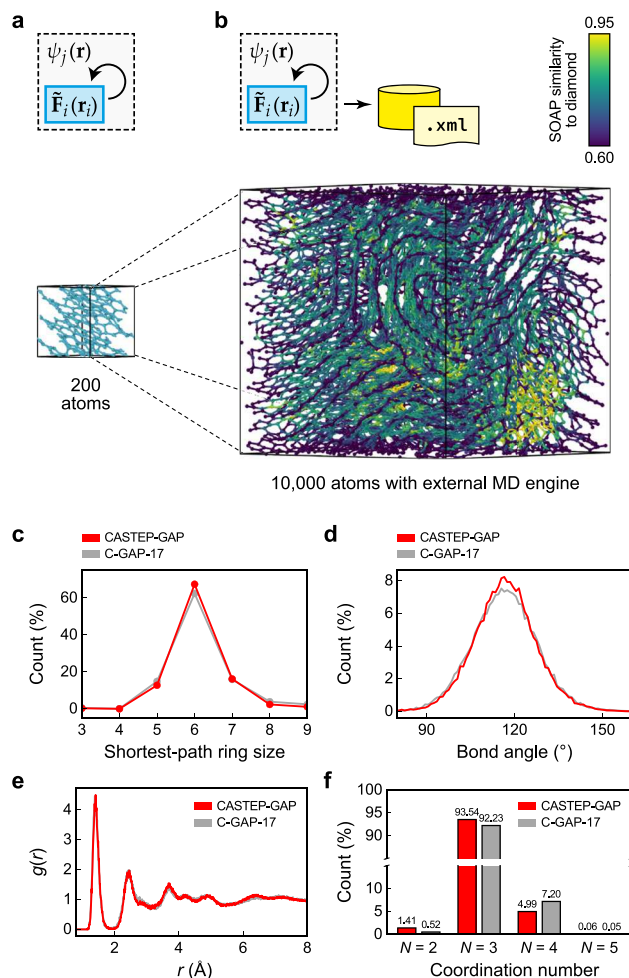 a
b
ψj(r)
F̃i(ri)
ψj(r)
F̃i(ri)
.xml
0.95
SOAP similarity
to diamond
0.60
200
atoms
10,000 atoms with external MD engine
c
CASTEP-GAP
C-GAP-17
Count (%)
60
40
20
0
3 4 5 6 7 8 9
Shortest-path ring size
d
CASTEP-GAP
C-GAP-17
Count (%)
8
6
4
2
0
90 120 150
Bond angle (°)
e
CASTEP-GAP
C-GAP-17
g(r)
4
3
2
1
0
2 4 6 8
r (Å)
f
CASTEP-GAP
C-GAP-17
Count (%)
100
95
90
10
5
0
1.41 0.52
93.54 92.23
4.99 7.20
0.06 0.05
N = 2 N = 3 N = 4 N = 5
Coordination number